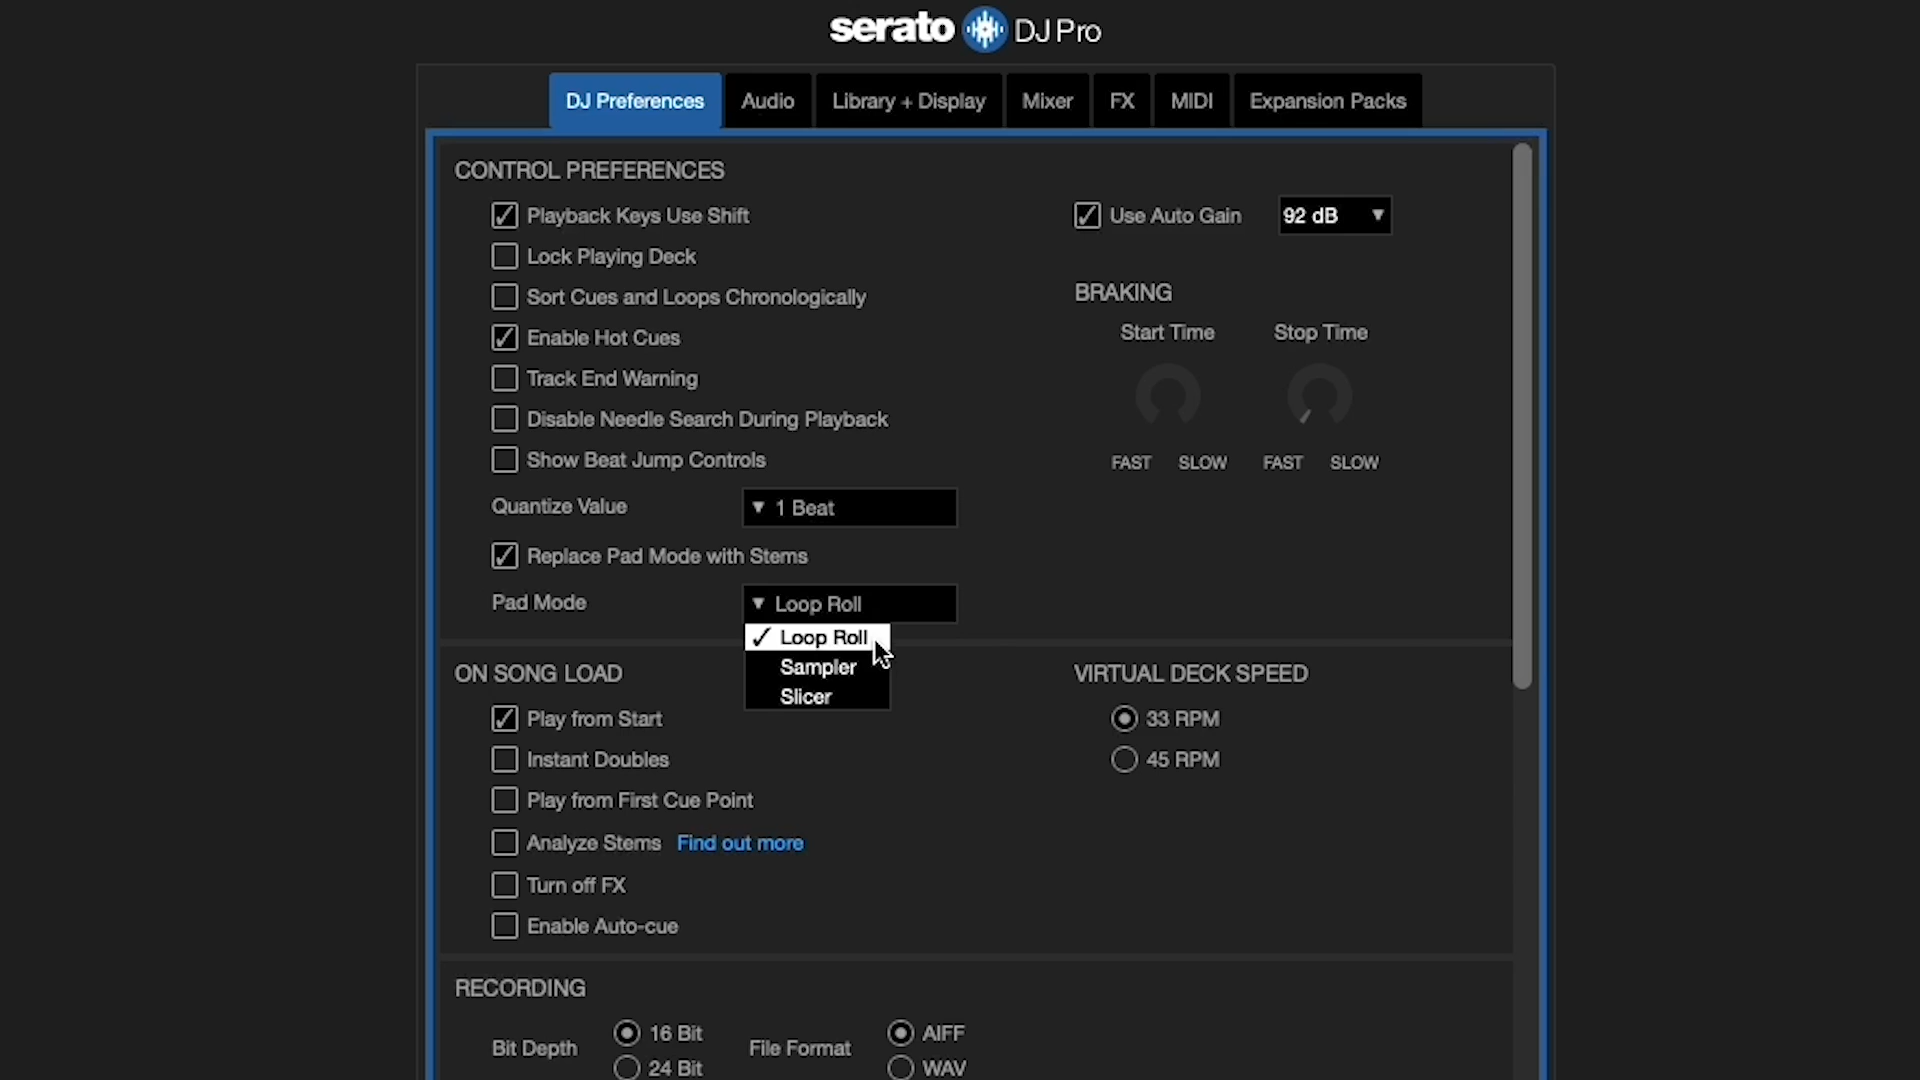 serato DJ Pro
DJ Preferences Audio Library + Display Mixer FX MIDI Expansion Packs
CONTROL PREFERENCES
Playback Keys Use Shift
Lock Playing Deck
Sort Cues and Loops Chronologically
Enable Hot Cues
Track End Warning
Disable Needle Search During Playback
Show Beat Jump Controls
Quantize Value 1 Beat
Replace Pad Mode with Stems
Pad Mode Loop Roll
Loop Roll
Sampler
Slicer
Use Auto Gain 92 dB
BRAKING
Start Time Stop Time
FAST SLOW FAST SLOW
ON SONG LOAD
Play from Start
Instant Doubles
Play from First Cue Point
Analyze Stems Find out more
Turn off FX
Enable Auto-cue
VIRTUAL DECK SPEED
33 RPM
45 RPM
RECORDING
Bit Depth 16 Bit File Format AIFF
24 Bit WAV